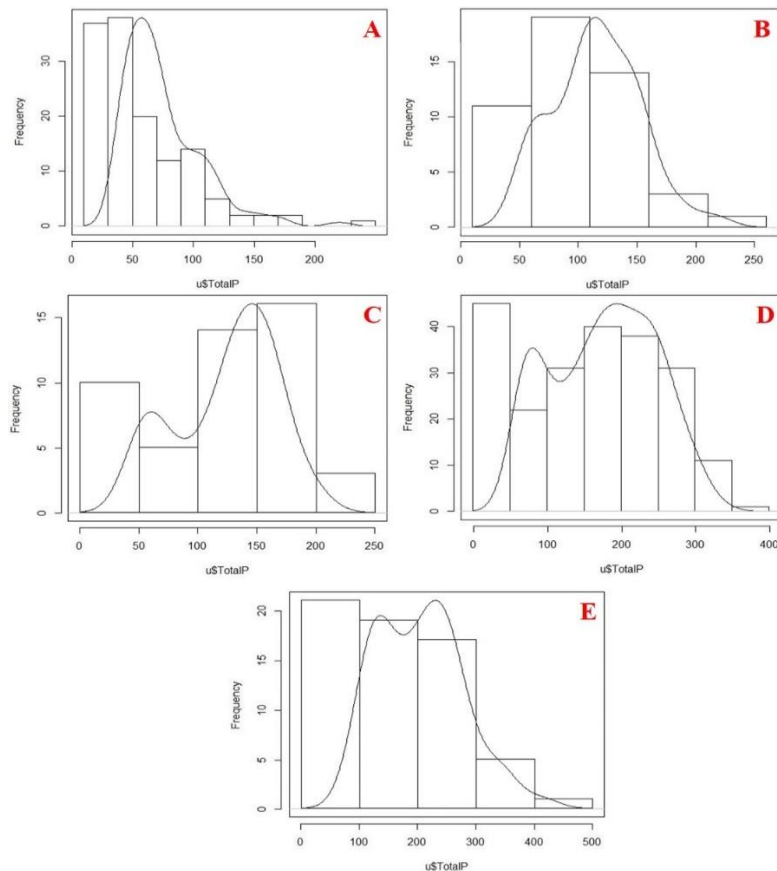 A
Frequency
0 10 20 30
0 50 100 150 200
u$TotalP
B
Frequency
0 5 10 15
0 50 100 150 200 250
u$TotalP
C
Frequency
0 5 10 15
0 50 100 150 200 250
u$TotalP
D
Frequency
0 10 20 30 40
0 100 200 300 400
u$TotalP
E
Frequency
0 5 10 15 20
0 100 200 300 400 500
u$TotalP